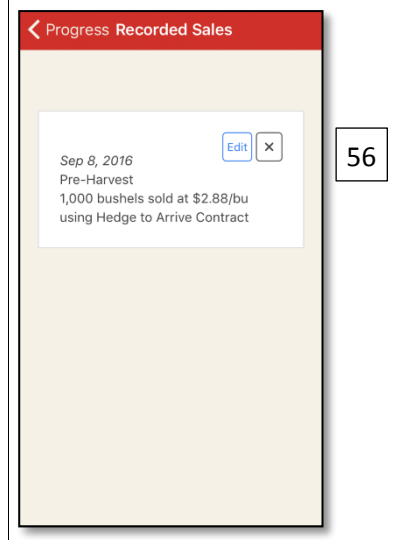 Progress Recorded Sales
Edit ×
Sep 8, 2016
Pre-Harvest
1,000 bushels sold at $2.88/bu
using Hedge to Arrive Contract
56